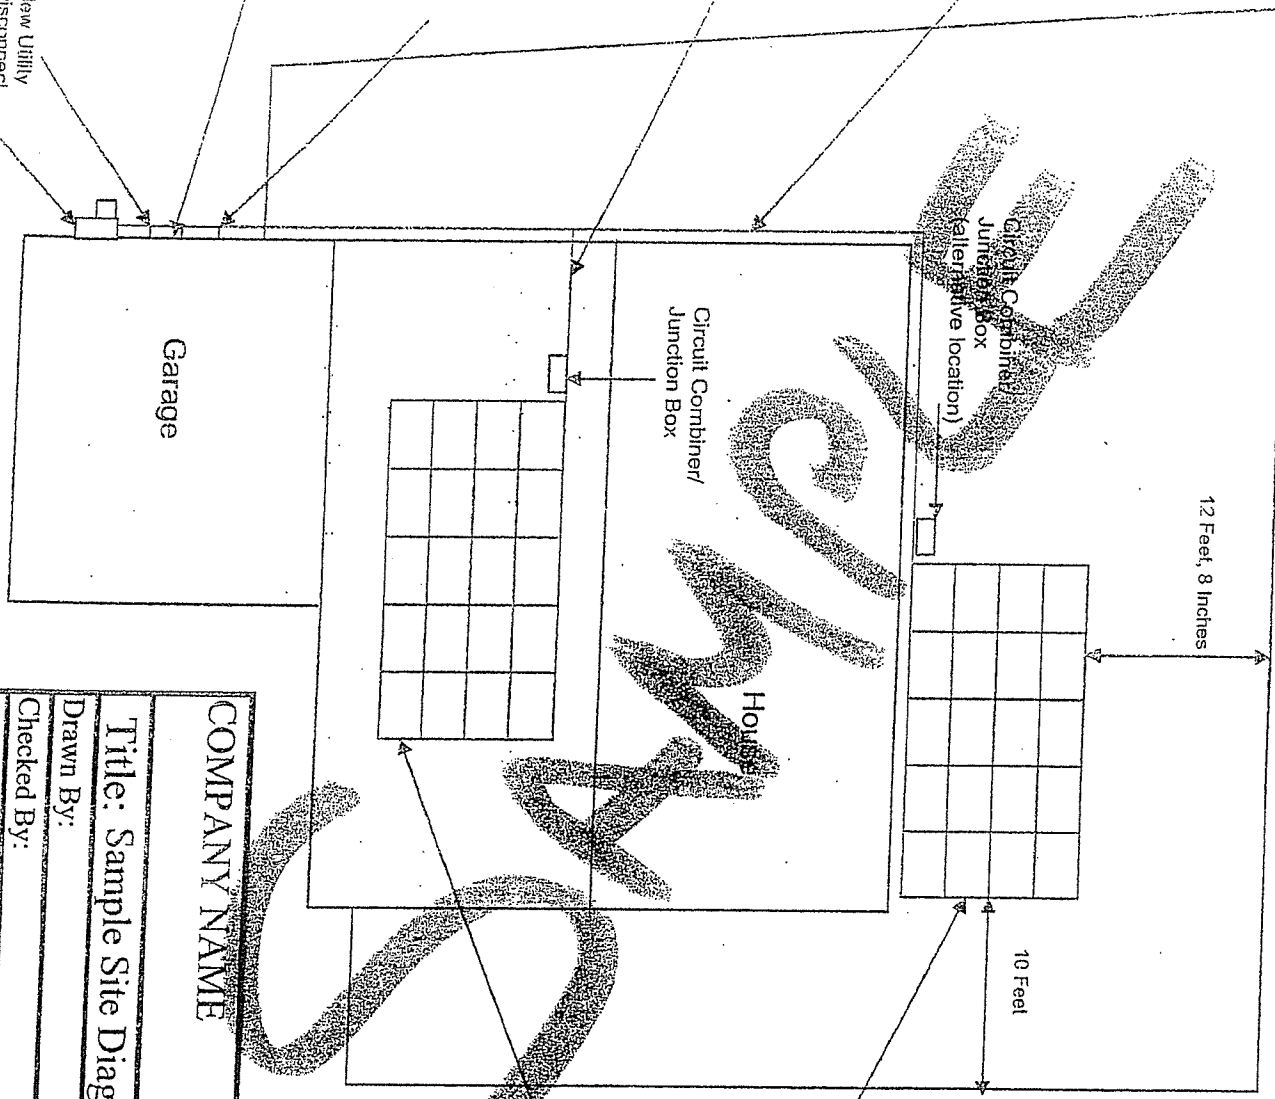 Circuit Combiner/
Junction Box
(alternative location)
12 Feet, 8 Inches
Circuit Combiner/
Junction Box
House
10 Feet
Garage
Utility
SAMPLE
COMPANY NAME
Title: Sample Site Diag
Drawn By:
Checked By: